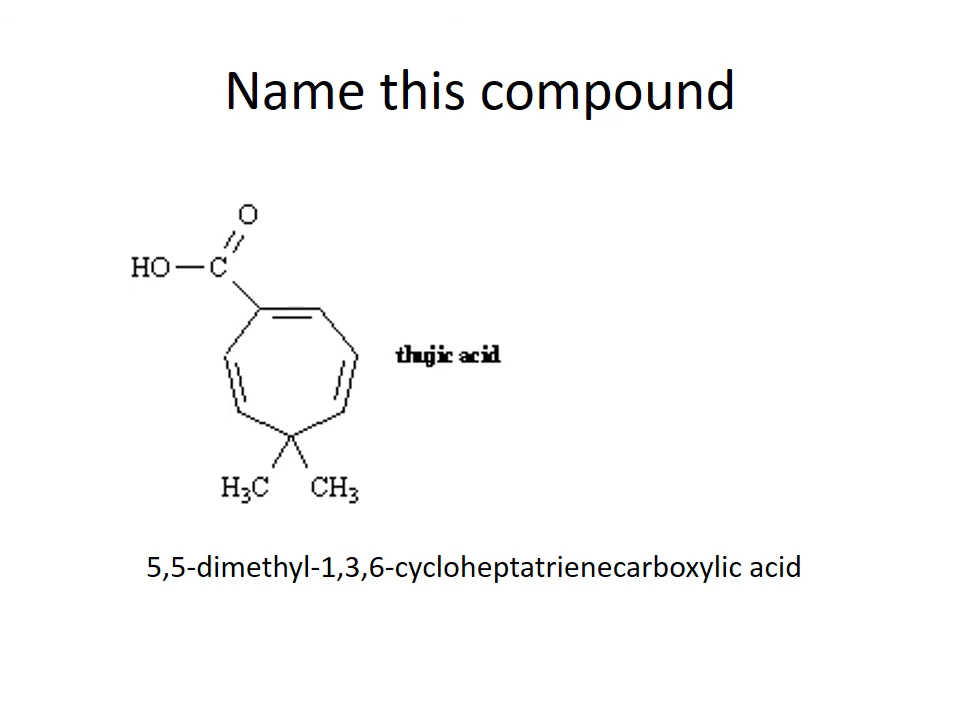 Name this compound
O
HO—C
thujic acid
H₃C CH₃
5,5-dimethyl-1,3,6-cycloheptatrienecarboxylic acid